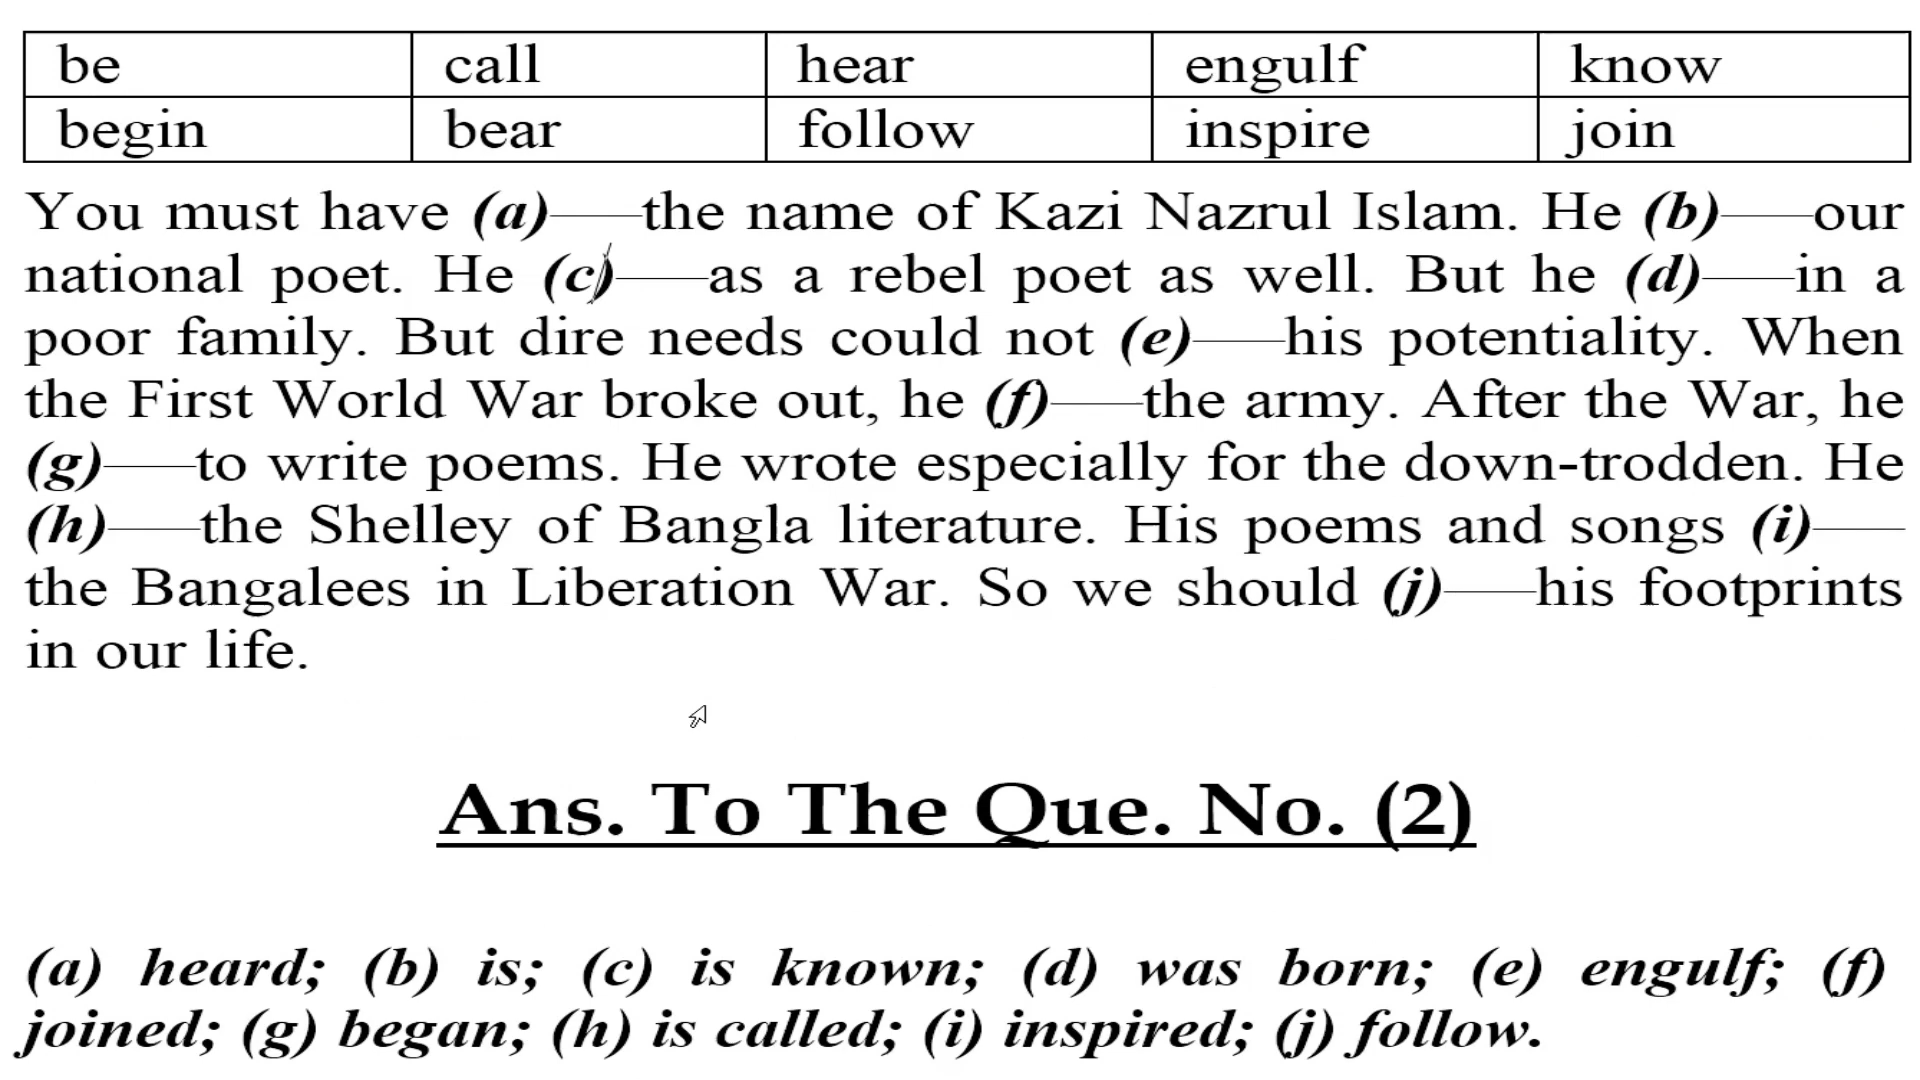 be call hear engulf know
begin bear follow inspire join
You must have (a)——the name of Kazi Nazrul Islam. He (b)——our
national poet. He (c)——as a rebel poet as well. But he (d)——in a
poor family. But dire needs could not (e)——his potentiality. When
the First World War broke out, he (f)——the army. After the War, he
(g)——to write poems. He wrote especially for the down-trodden. He
(h)——the Shelley of Bangla literature. His poems and songs (i)——
the Bangalees in Liberation War. So we should (j)——his footprints
in our life.
Ans. To The Que. No. (2)
(a) heard; (b) is; (c) is known; (d) was born; (e) engulf; (f)
joined; (g) began; (h) is called; (i) inspired; (j) follow.